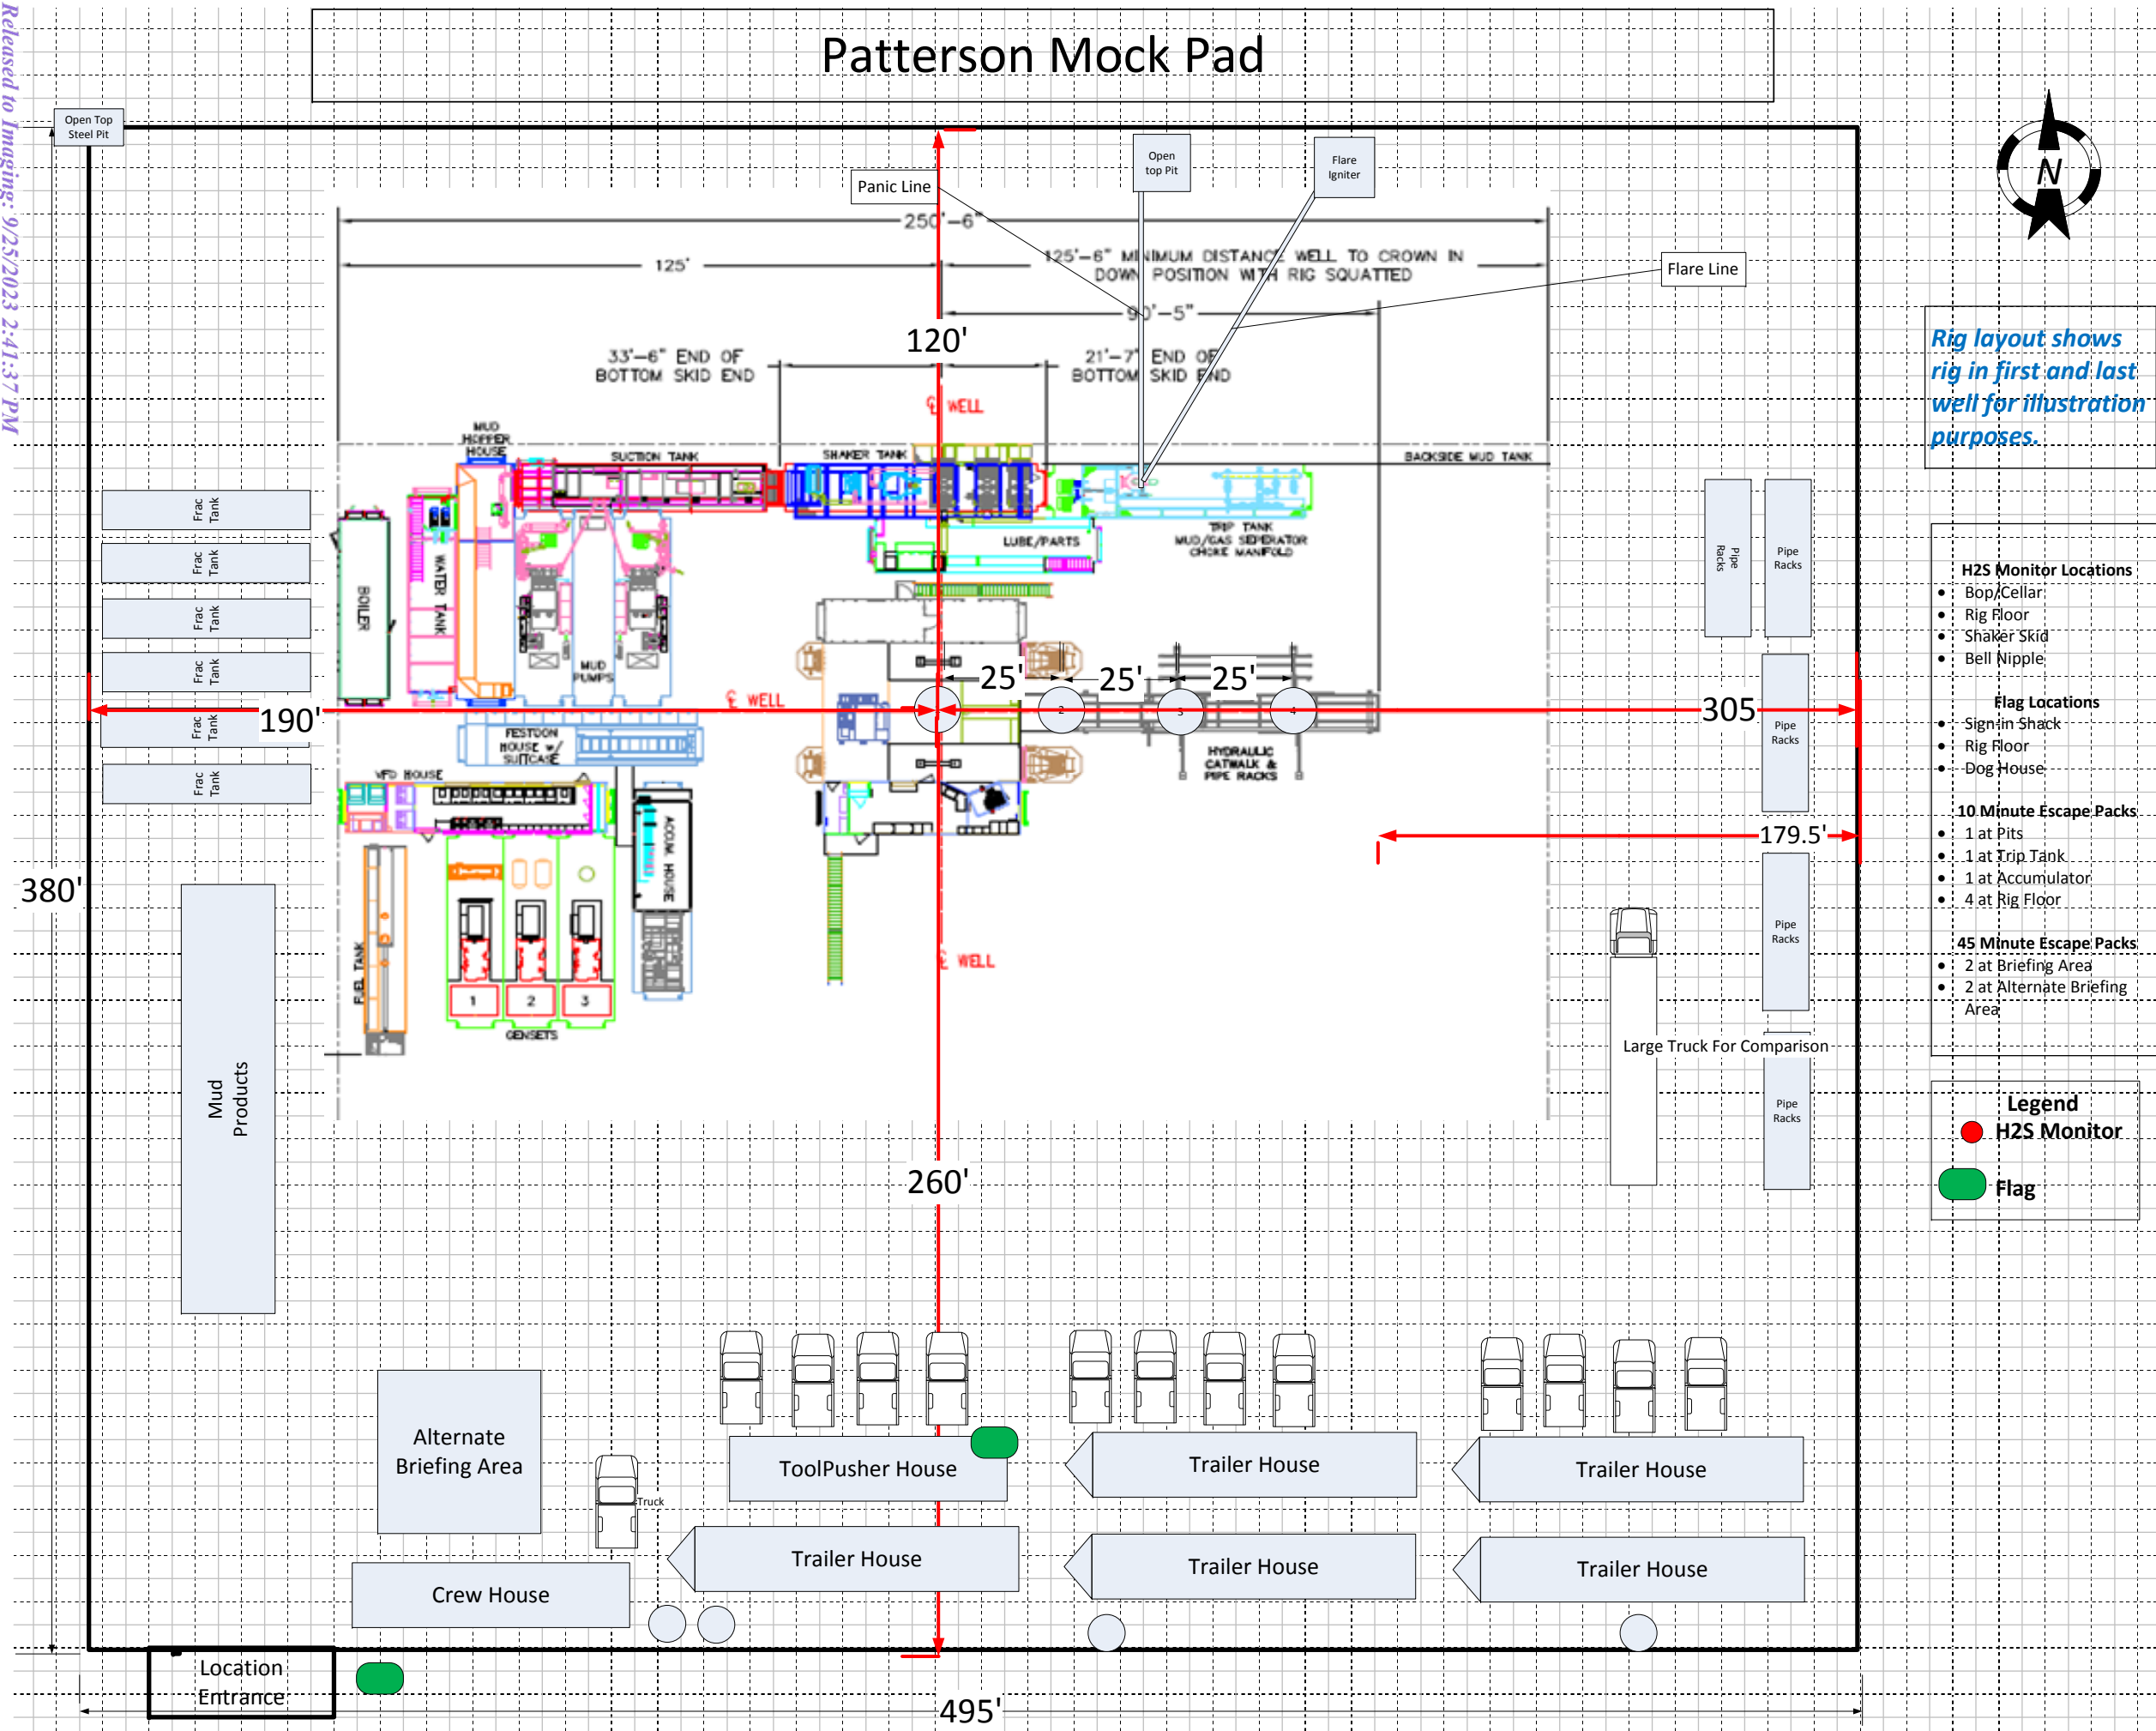 Released to Imaging: 9/25/2023 2:41:37 PM
Patterson Mock Pad
Open Top
Steel Pit
Open
top Pit
Flare
Igniter
N
Panic Line
250'-6"
125'
125'-6" MINIMUM DISTANCE WELL TO CROWN IN
DOWN POSITION WITH RIG SQUATTED
Flare Line
90'-5"
120'
33'-6" END OF
BOTTOM SKID END
21'-7" END OF
BOTTOM SKID END
Rig layout shows
rig in first and last
well for illustration
purposes.
℄ WELL
MUD
HOPPER
HOUSE
SUCTION TANK
SHAKER TANK
BACKSIDE MUD TANK
Frac
Tank
Frac
Tank
Frac
Tank
Frac
Tank
Frac
Tank
Frac
Tank
BOILER
WATER TANK
MUD
PUMPS
LUBE/PARTS
TRIP TANK
MUD/GAS SEPERATOR
CHOKE MANIFOLD
Pipe
Racks
Pipe
Racks
Pipe
Racks
Pipe
Racks
Pipe
Racks
H2S Monitor Locations
• Bop/Cellar
• Rig Floor
• Shaker Skid
• Bell Nipple
Flag Locations
• Sign-in Shack
• Rig Floor
• Dog House
10 Minute Escape Packs
• 1 at Pits
• 1 at Trip Tank
• 1 at Accumulator
• 4 at Rig Floor
45 Minute Escape Packs
• 2 at Briefing Area
• 2 at Alternate Briefing
Area
25'
25'
25'
℄ WELL
190'
2
3
4
305
FESTOON
HOUSE w/
SUITCASE
HYDRAULIC
CATWALK &
PIPE RACKS
VFD HOUSE
ACCUM. HOUSE
179.5'
380'
FUEL TANK
1
2
3
GENSETS
℄ WELL
Mud
Products
Large Truck For Comparison
Legend
H2S Monitor
Flag
260'
Alternate
Briefing Area
Truck
ToolPusher House
Trailer House
Trailer House
Trailer House
Trailer House
Trailer House
Crew House
Location
Entrance
495'